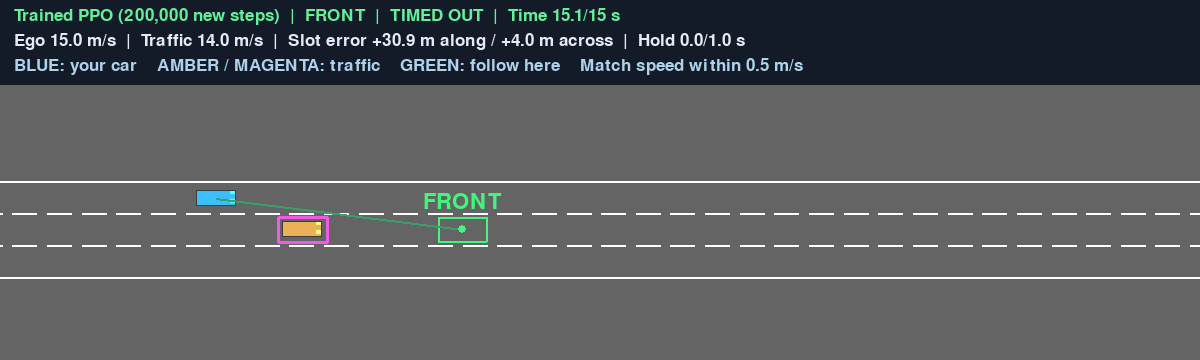 Trained PPO (200,000 new steps) | FRONT | TIMED OUT | Time 15.1/15 s
Ego 15.0 m/s | Traffic 14.0 m/s | Slot error +30.9 m along / +4.0 m across | Hold 0.0/1.0 s
BLUE: your car AMBER / MAGENTA: traffic GREEN: follow here Match speed within 0.5 m/s
FRONT